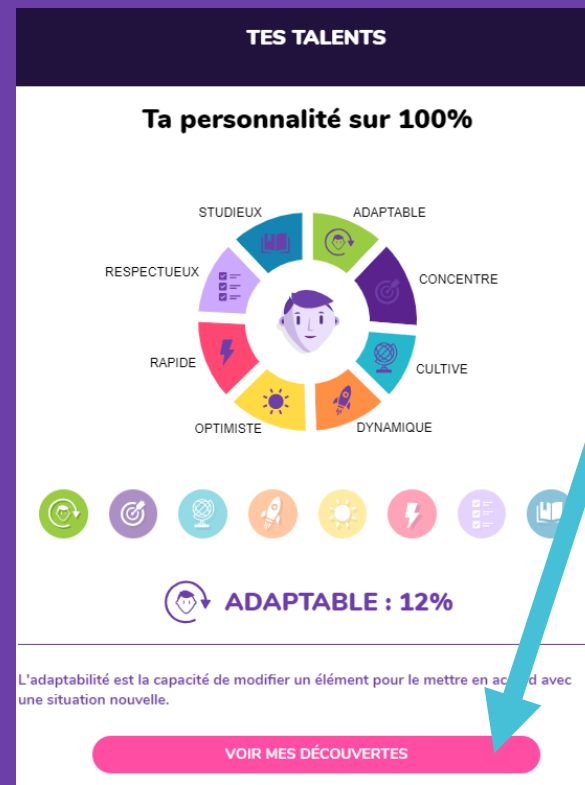 TES TALENTS
Ta personnalité sur 100%
STUDIEUX
ADAPTABLE
RESPECTUEUX
CONCENTRE
RAPIDE
CULTIVE
OPTIMISTE
DYNAMIQUE
ADAPTABLE : 12%
L'adaptabilité est la capacité de modifier un élément pour le mettre en avec
une situation nouvelle.
VOIR MES DÉCOUVERTES